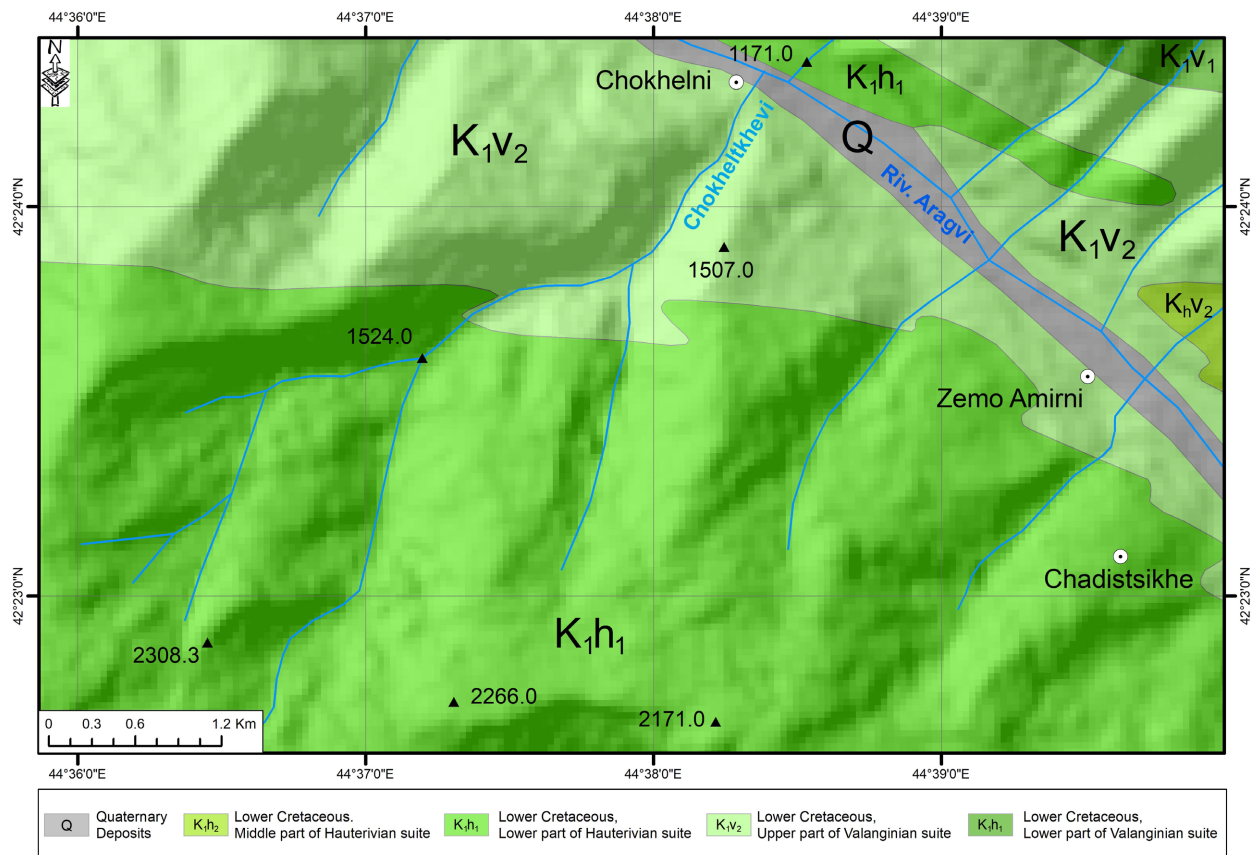 44°36'0"E 44°37'0"E 44°38'0"E 44°39'0"E
N
1171.0
K₁v₁
Chokhelni
K₁h₁
K₁v₂
Q
Chokheltkhevi
Riv. Aragvi
42°24'0"N 42°24'0"N
K₁v₂
1507.0
Kₕv₂
1524.0
Zemo Amirni
Chadistsikhe
42°23'0"N 42°23'0"N
K₁h₁
2308.3
2266.0
2171.0
0 0.3 0.6 1.2 Km
44°36'0"E 44°37'0"E 44°38'0"E 44°39'0"E
Q Quaternary
Deposits
K₁h₂ Lower Cretaceous.
Middle part of Hauterivian suite
K₁h₁ Lower Cretaceous,
Lower part of Hauterivian suite
K₁v₂ Lower Cretaceous,
Upper part of Valanginian suite
K₁h₁ Lower Cretaceous,
Lower part of Valanginian suite